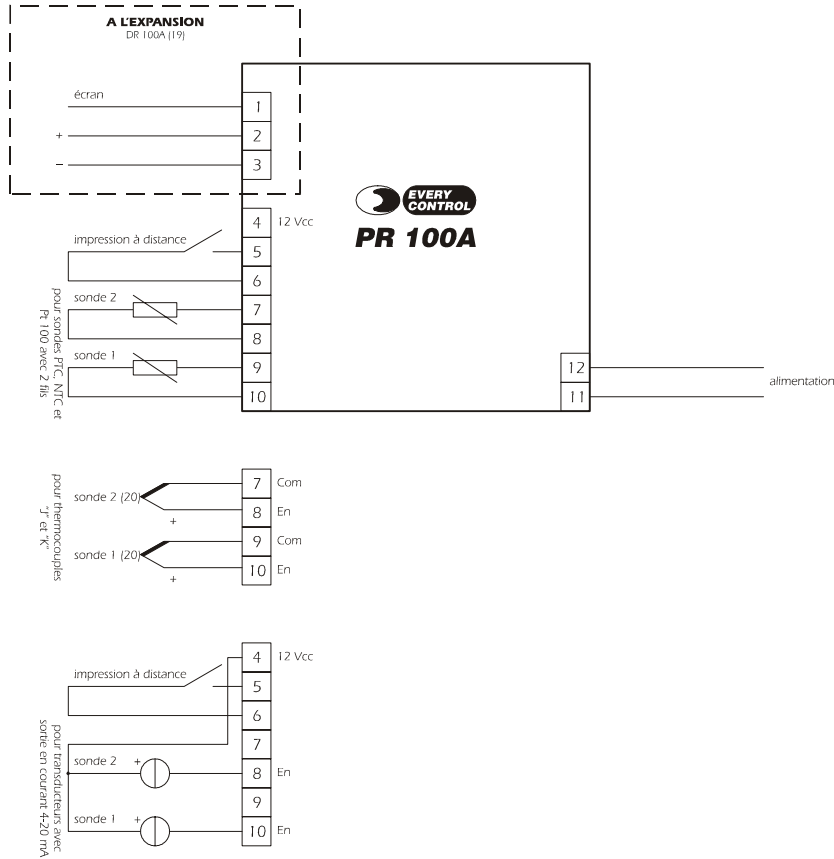 A L'EXPANSION
DR 100A (19)
écran
1
+
2
–
3
EVERY
CONTROL
PR 100A
4
12 Vcc
impression à distance
5
6
sonde 2
7
8
sonde 1
9
10
pour sondes PTC, NTC et
Pt 100 avec 2 fils
12
11
alimentation
7
Com
sonde 2 (20)
8
En
+
9
Com
sonde 1 (20)
10
En
+
pour thermocouples
"J" et "K"
4
12 Vcc
impression à distance
5
6
7
sonde 2
+
8
En
9
sonde 1
+
10
En
pour transducteurs avec
sortie en courant 4-20 mA